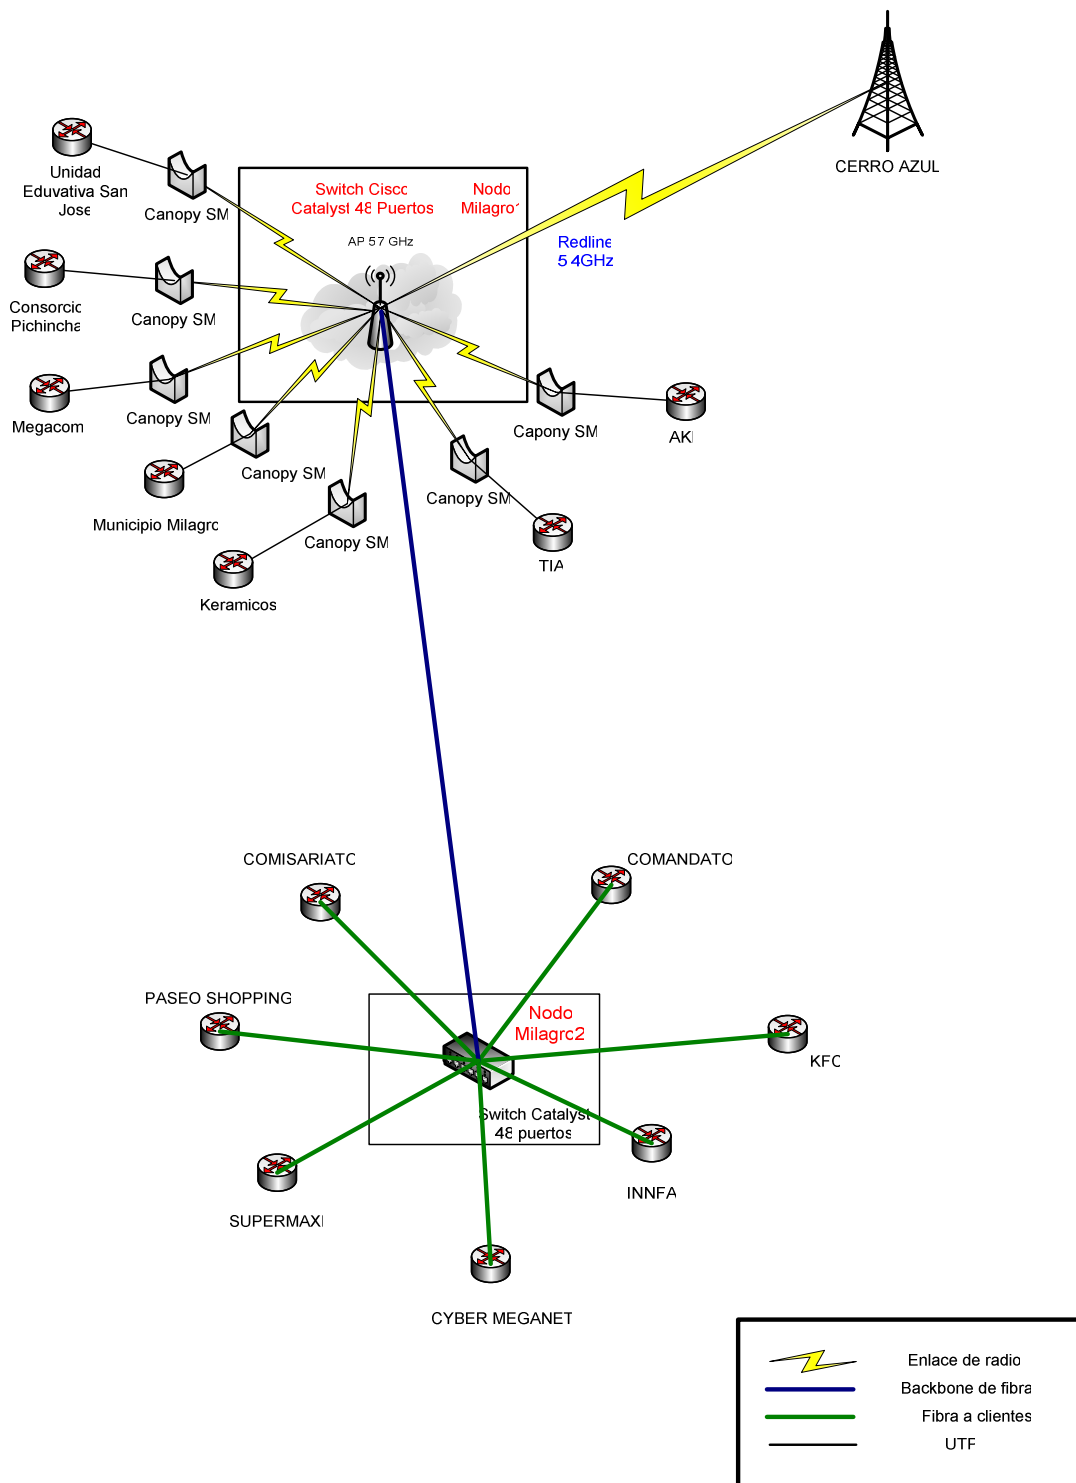 CERRO AZUL
Unidad
Eduvativa San
Jose
Canopy SM
Switch Cisco
Catalyst 48 Puertos
Nodo
Milagro1
AP 5.7 GHz
Redline
5.4GHz
Consorcio
Pichincha
Canopy SM
Megacom
Canopy SM
Municipio Milagro
Canopy SM
Keramicos
Canopy SM
Canopy SM
TIA
Capony SM
AKI
COMISARIATO
COMANDATO
PASEO SHOPPING
Nodo
Milagro2
KFC
Switch Catalyst
48 puertos
INNFA
SUPERMAXI
CYBER MEGANET
Enlace de radio
Backbone de fibra
Fibra a clientes
UTP